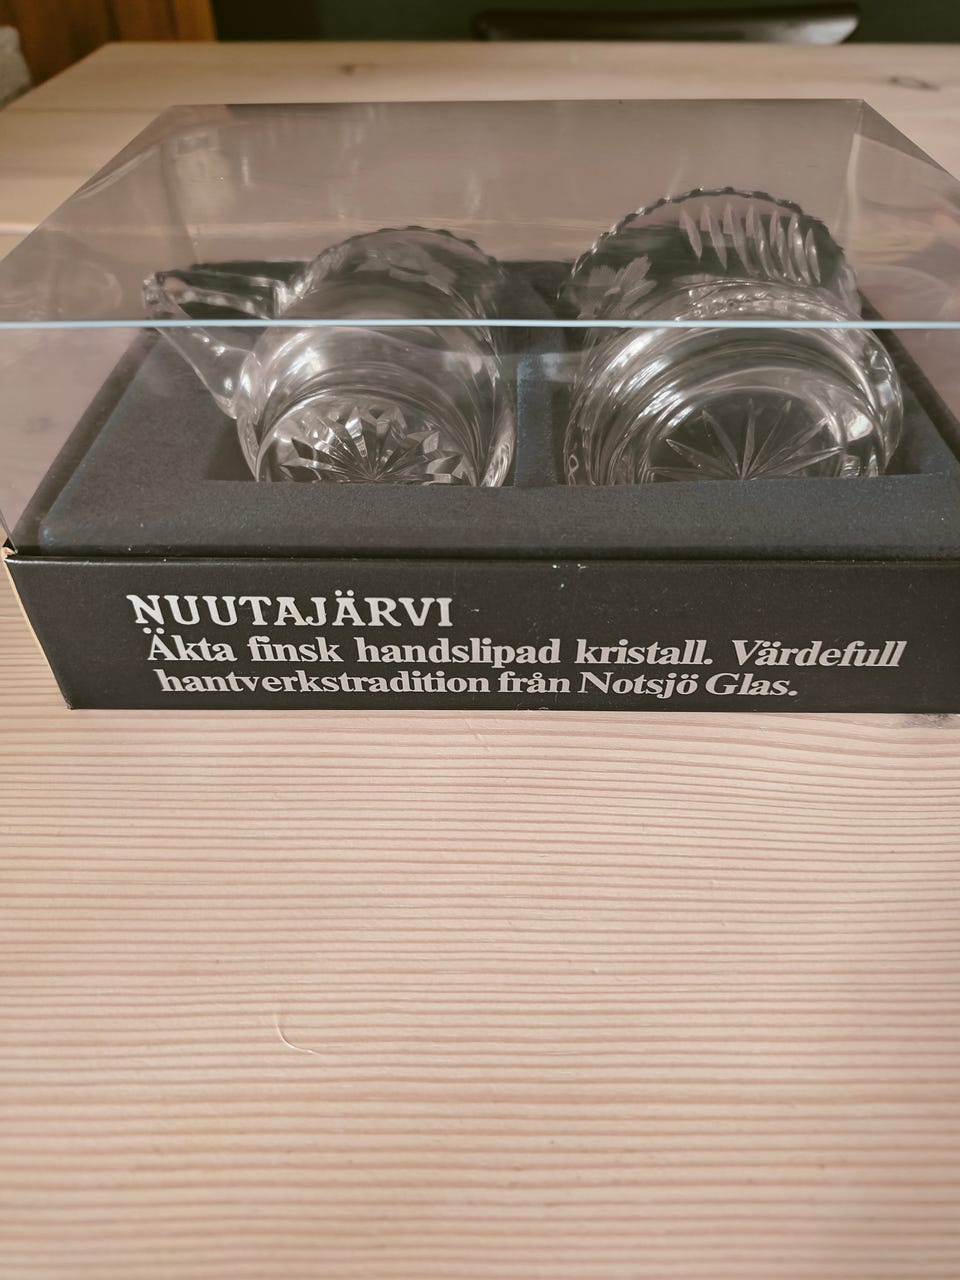 NUUTAJÄRVI
Äkta finsk handslipad kristall. Värdefull
hantverkstradition från Notsjö Glas.